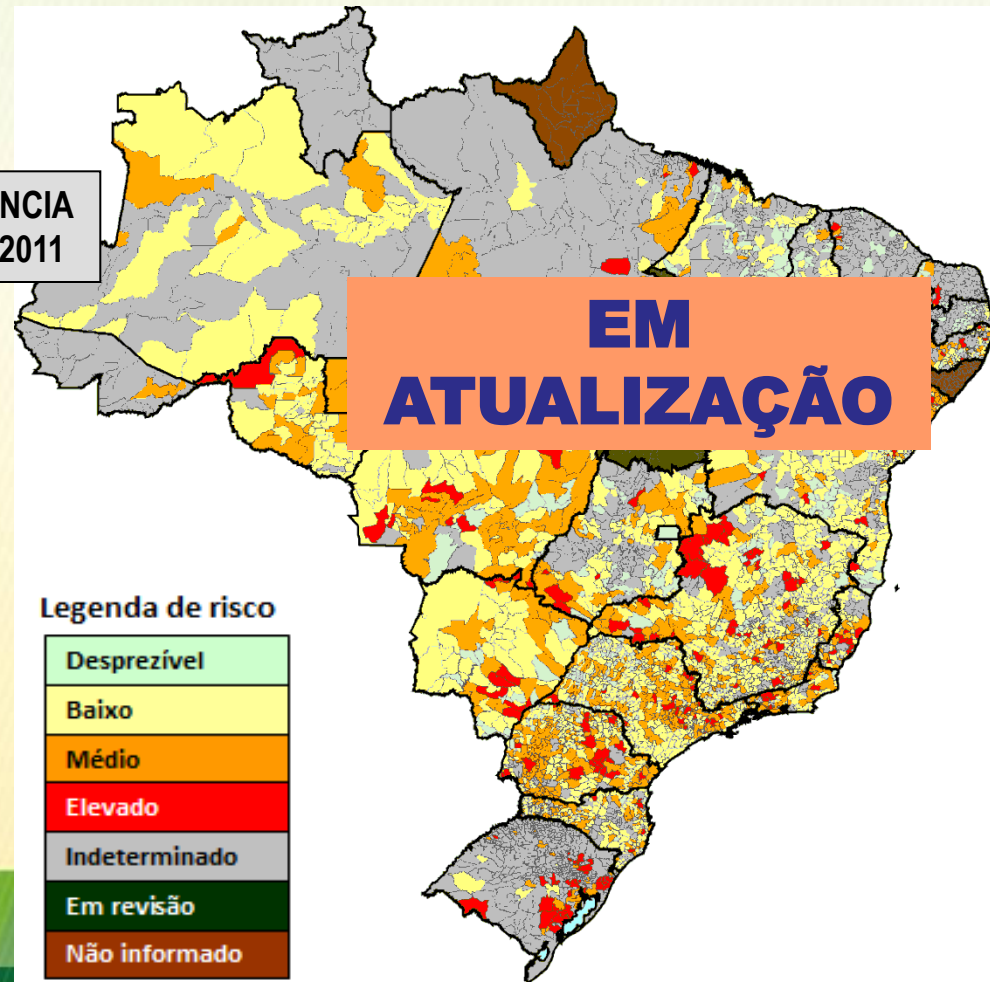 NCIA
2011
EM
ATUALIZAÇÃO
Legenda de risco
Desprezível
Baixo
Médio
Elevado
Indeterminado
Em revisão
Não informado